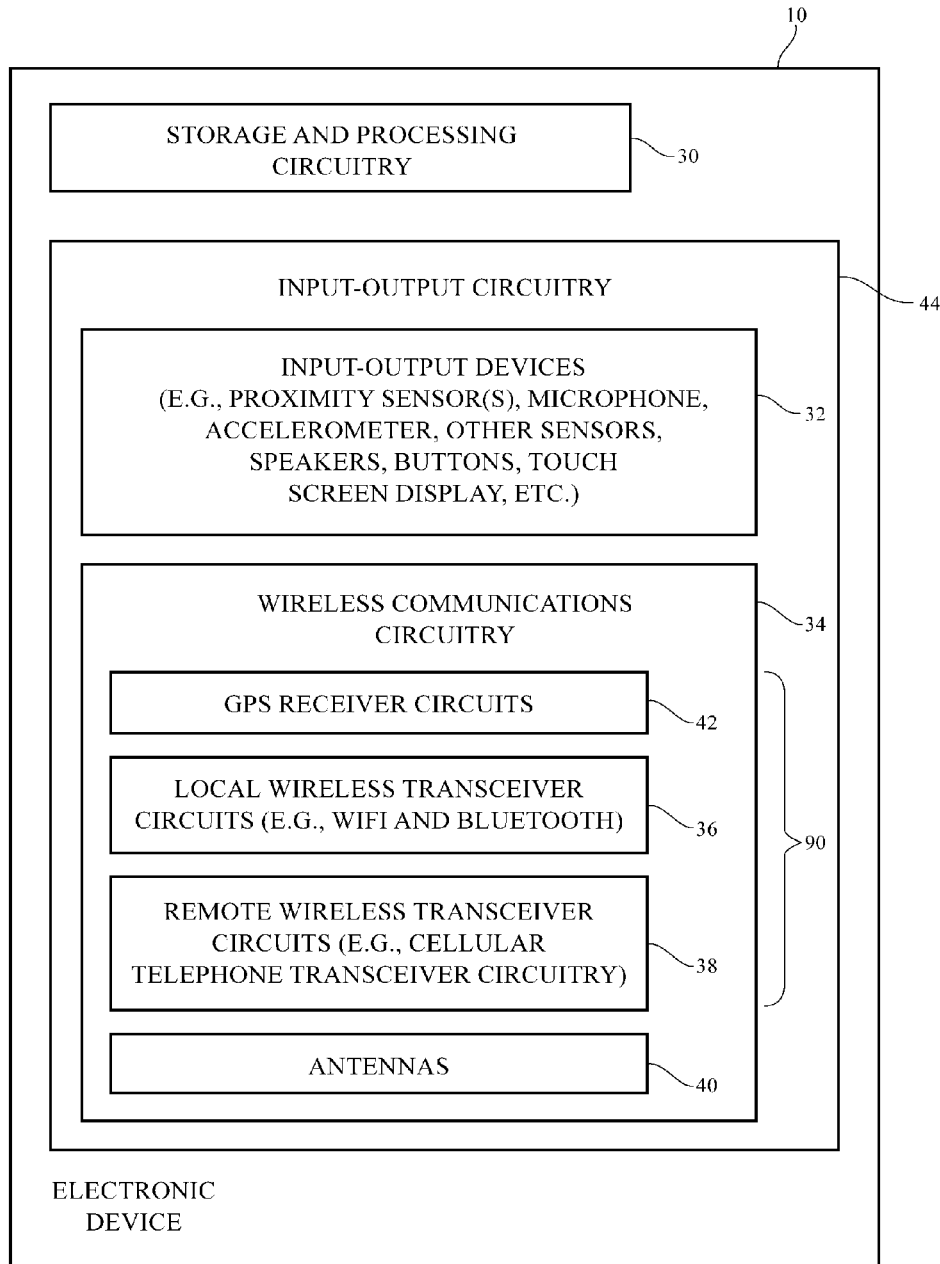 10
STORAGE AND PROCESSING
CIRCUITRY
30
INPUT-OUTPUT CIRCUITRY
44
INPUT-OUTPUT DEVICES
(E.G., PROXIMITY SENSOR(S), MICROPHONE,
ACCELEROMETER, OTHER SENSORS,
SPEAKERS, BUTTONS, TOUCH
SCREEN DISPLAY, ETC.)
32
WIRELESS COMMUNICATIONS
CIRCUITRY
34
GPS RECEIVER CIRCUITS
42
LOCAL WIRELESS TRANSCEIVER
CIRCUITS (E.G., WIFI AND BLUETOOTH)
36
90
REMOTE WIRELESS TRANSCEIVER
CIRCUITS (E.G., CELLULAR
TELEPHONE TRANSCEIVER CIRCUITRY)
38
ANTENNAS
40
ELECTRONIC
DEVICE